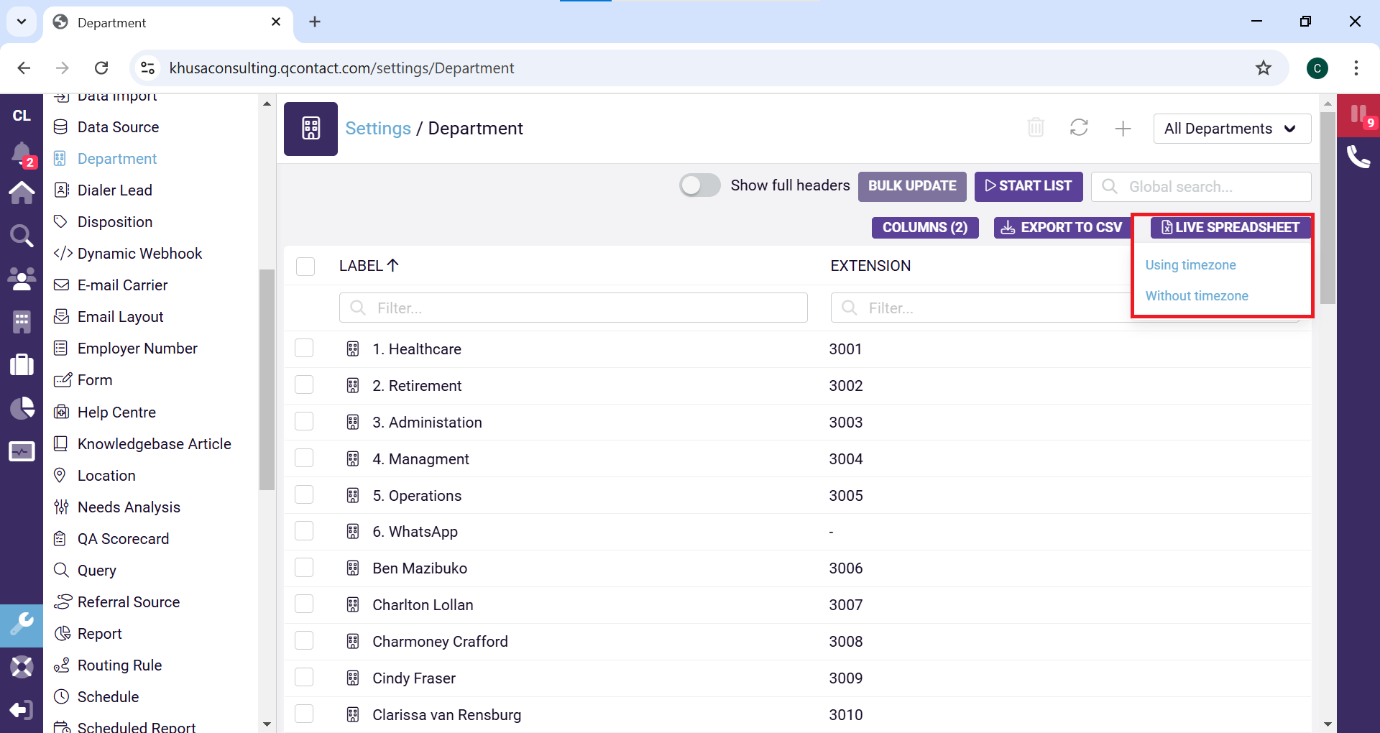 Department
khusaconsulting.qcontact.com/settings/Department
C
CL
2
9
Data Import
Data Source
Department
Dialer Lead
Disposition
Dynamic Webhook
E-mail Carrier
Email Layout
Employer Number
Form
Help Centre
Knowledgebase Article
Location
Needs Analysis
QA Scorecard
Query
Referral Source
Report
Routing Rule
Schedule
Scheduled Report
Settings / Department
All Departments
Show full headers
BULK UPDATE
START LIST
Global search...
COLUMNS (2)
EXPORT TO CSV
LIVE SPREADSHEET
Using timezone
Without timezone
LABEL EXTENSION
Filter... Filter...
1. Healthcare 3001
2. Retirement 3002
3. Administation 3003
4. Managment 3004
5. Operations 3005
6. WhatsApp -
Ben Mazibuko 3006
Charlton Lollan 3007
Charmoney Crafford 3008
Cindy Fraser 3009
Clarissa van Rensburg 3010